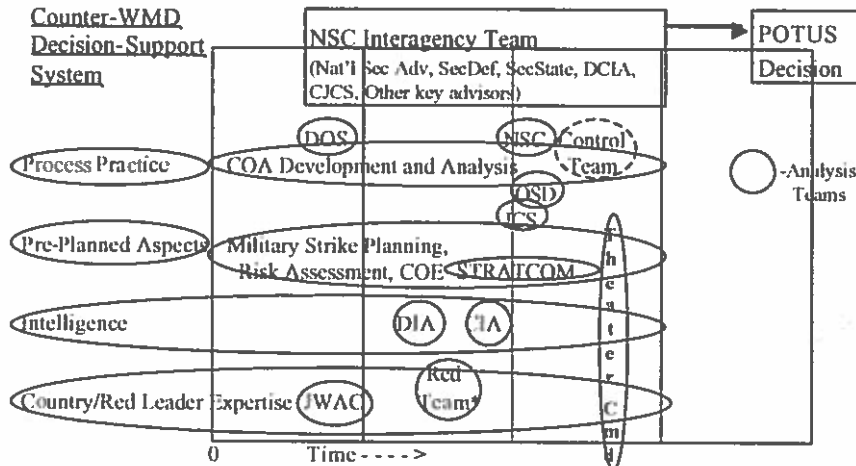 Counter-WMD
Decision-Support
System
NSC Interagency Team
(Nat'l Sec Adv, SecDef, SecState, DCIA,
CJCS, Other key advisors)
POTUS
Decision
DOS
NSC
Control
Team
Process Practice
COA Development and Analysis
-Analysis
Teams
OSD
JCS
Pre-Planned Aspects
Military Strike Planning,
Risk Assessment, COE
STRATCOM
Theater Cmd
Intelligence
DIA
CIA
Country/Red Leader Expertise
JWAC
Red
Team*
0
Time - - - - >